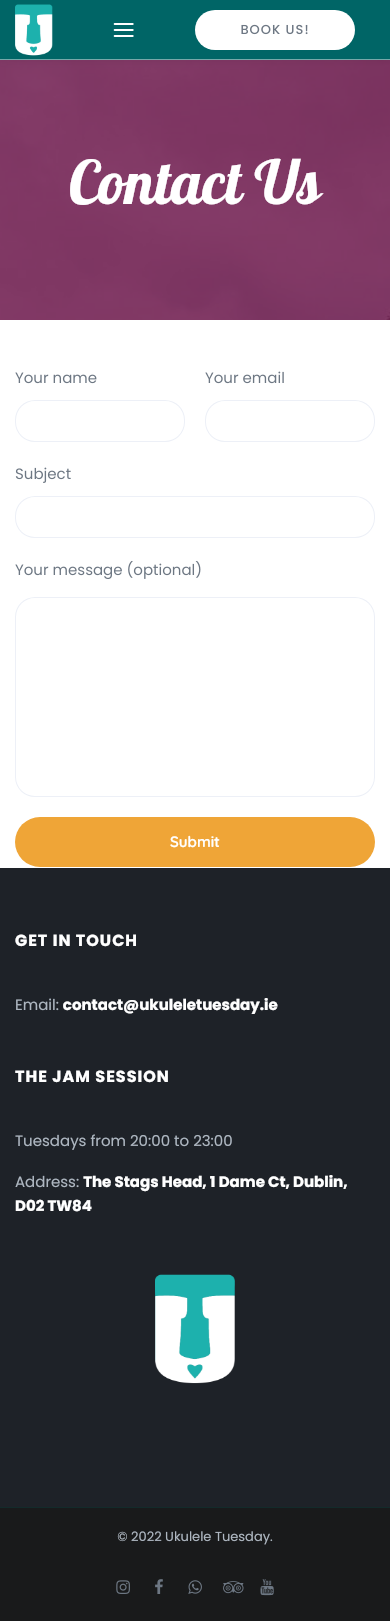 BOOK US!
Contact Us
Your name
Your email
Subject
Your message (optional)
Submit
GET IN TOUCH
Email: contact@ukuleletuesday.ie
THE JAM SESSION
Tuesdays from 20:00 to 23:00
Address: The Stags Head, 1 Dame Ct, Dublin,
D02 TW84
© 2022 Ukulele Tuesday.